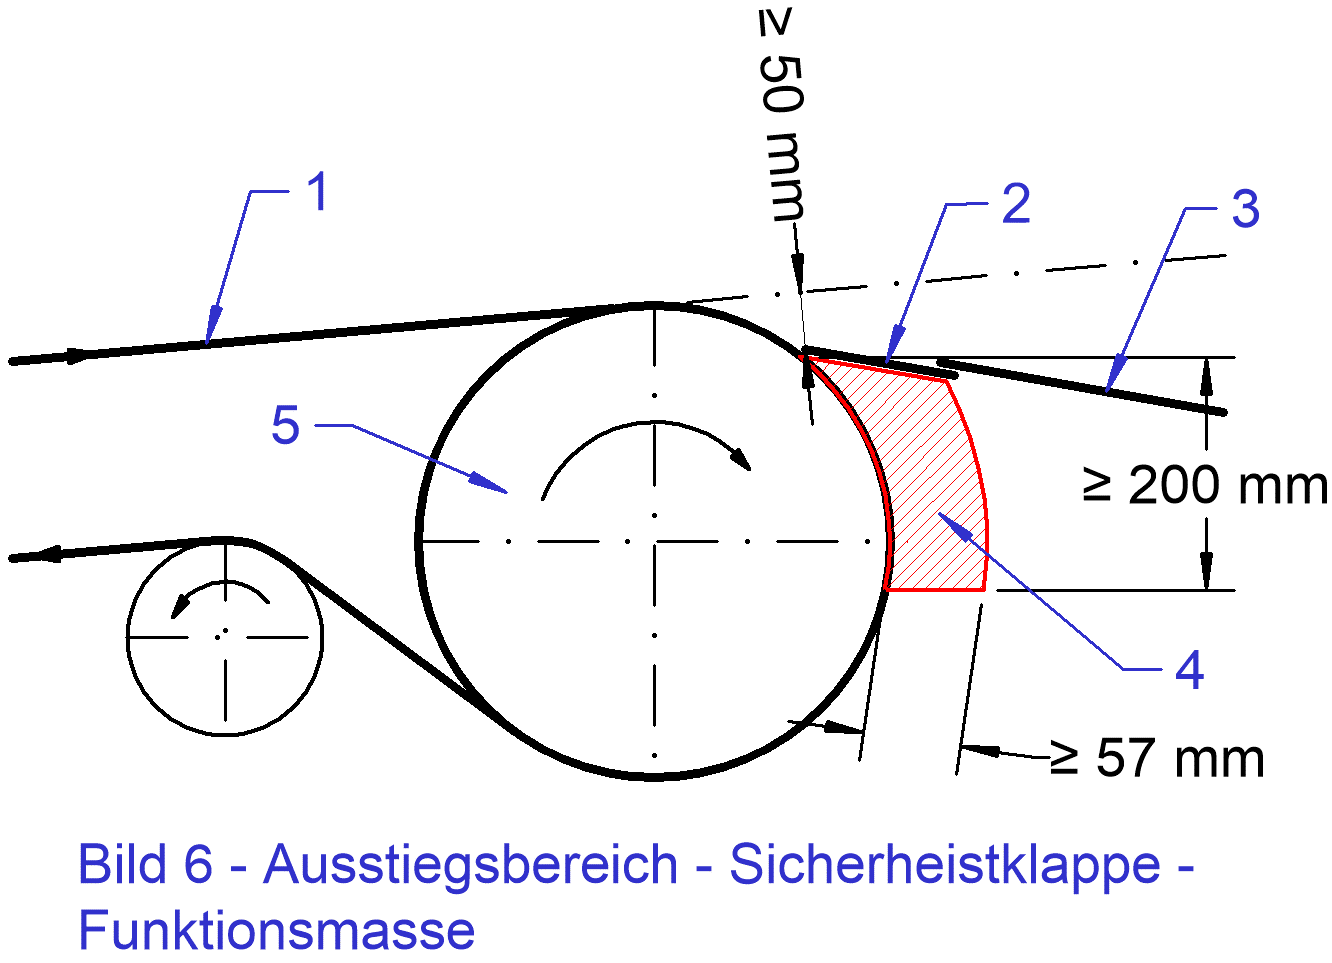 ≥ 50 mm
1
2
3
5
≥ 200 mm
4
≥ 57 mm
Bild 6 - Ausstiegsbereich - Sicherheistklappe -
Funktionsmasse